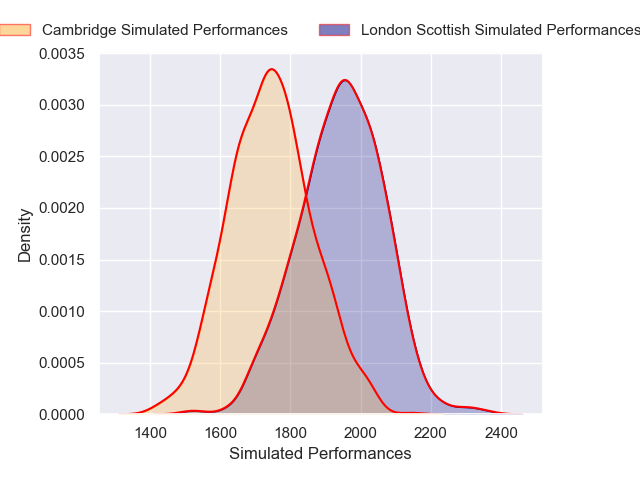 Cambridge Simulated Performances London Scottish Simulated Performances
0.0035
0.0030
0.0025
0.0020
0.0015
0.0010
0.0005
0.0000
Density
1400 1600 1800 2000 2200 2400
Simulated Performances